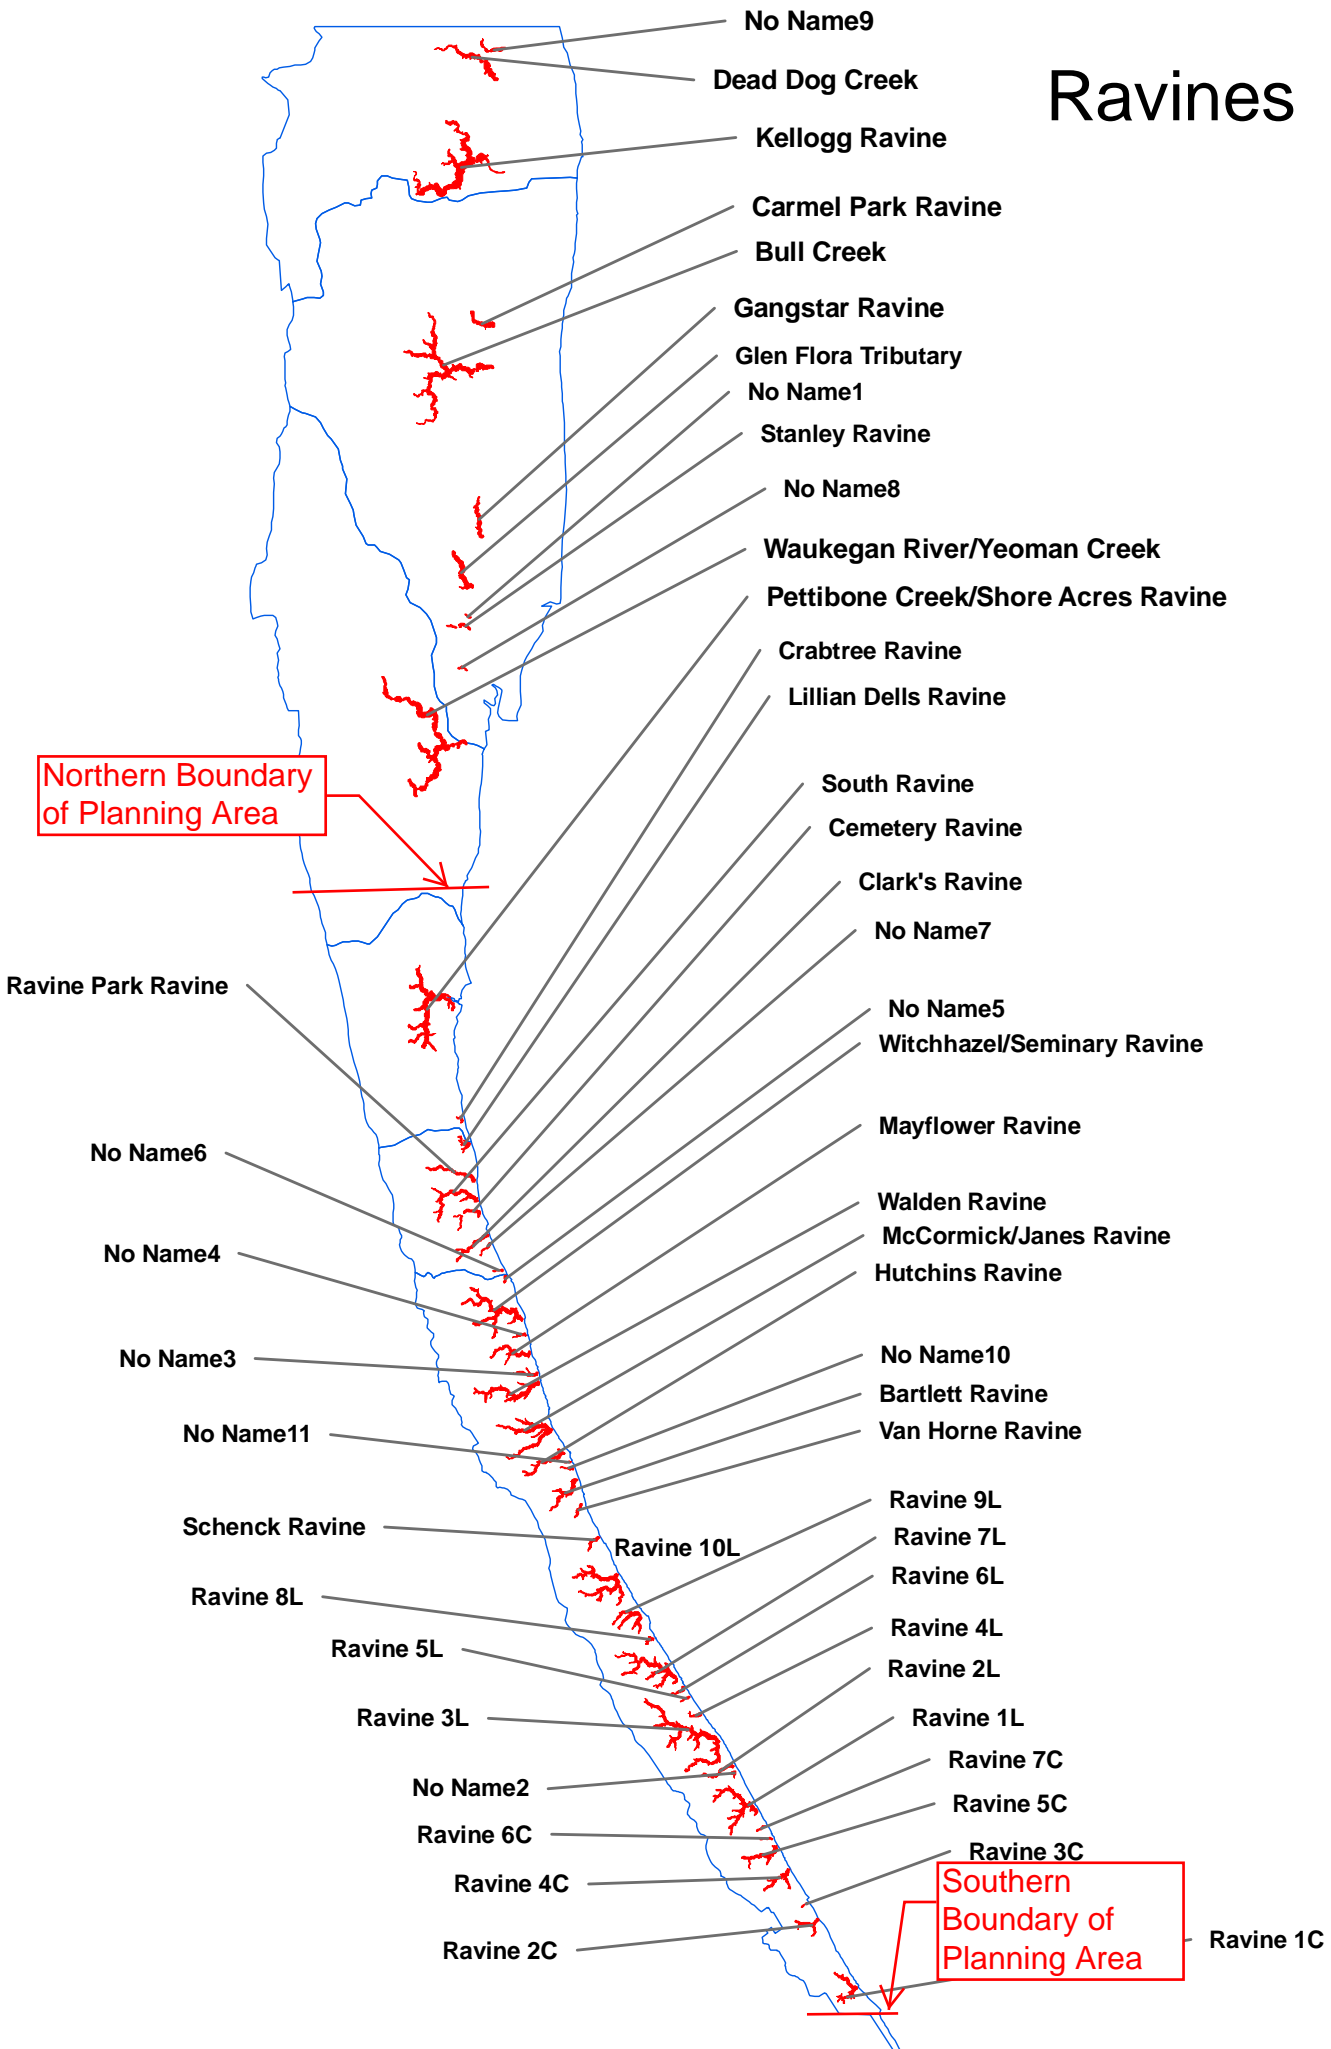 No Name9
Ravines
Dead Dog Creek
Kellogg Ravine
Carmel Park Ravine
Bull Creek
Gangstar Ravine
Glen Flora Tributary
No Name1
Stanley Ravine
No Name8
Waukegan River/Yeoman Creek
Pettibone Creek/Shore Acres Ravine
Crabtree Ravine
Lillian Dells Ravine
Northern Boundary
of Planning Area
South Ravine
Cemetery Ravine
Clark's Ravine
No Name7
Ravine Park Ravine
No Name5
Witchhazel/Seminary Ravine
Mayflower Ravine
No Name6
Walden Ravine
McCormick/Janes Ravine
No Name4
Hutchins Ravine
No Name3
No Name10
Bartlett Ravine
Van Horne Ravine
No Name11
Ravine 9L
Schenck Ravine
Ravine 7L
Ravine 10L
Ravine 6L
Ravine 8L
Ravine 4L
Ravine 5L
Ravine 2L
Ravine 3L
Ravine 1L
Ravine 7C
No Name2
Ravine 5C
Ravine 6C
Ravine 3C
Ravine 4C
Southern
Boundary of
Planning Area
Ravine 1C
Ravine 2C